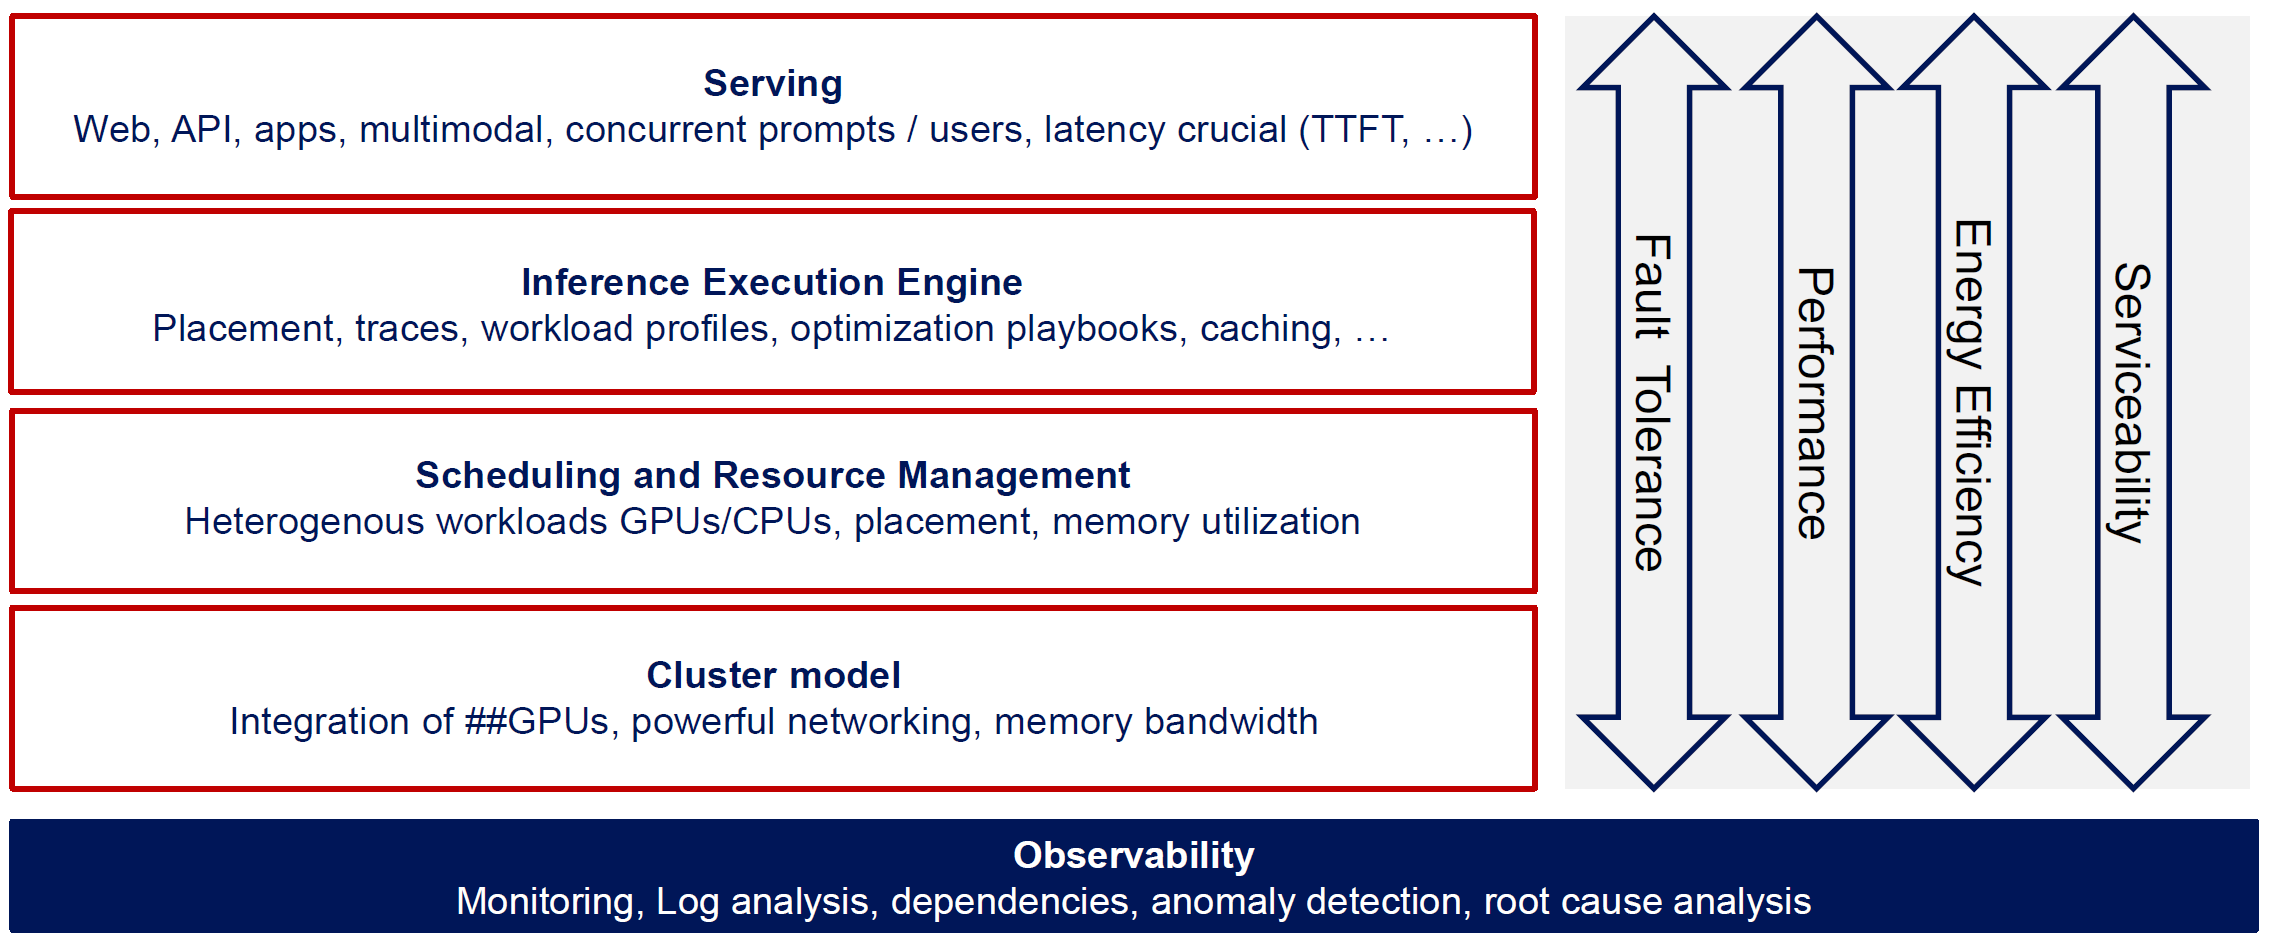 Serving
Web, API, apps, multimodal, concurrent prompts / users, latency crucial (TTFT, …)
Inference Execution Engine
Placement, traces, workload profiles, optimization playbooks, caching, …
Scheduling and Resource Management
Heterogenous workloads GPUs/CPUs, placement, memory utilization
Cluster model
Integration of ##GPUs, powerful networking, memory bandwidth
Fault Tolerance
Performance
Energy Efficiency
Serviceability
Observability
Monitoring, Log analysis, dependencies, anomaly detection, root cause analysis